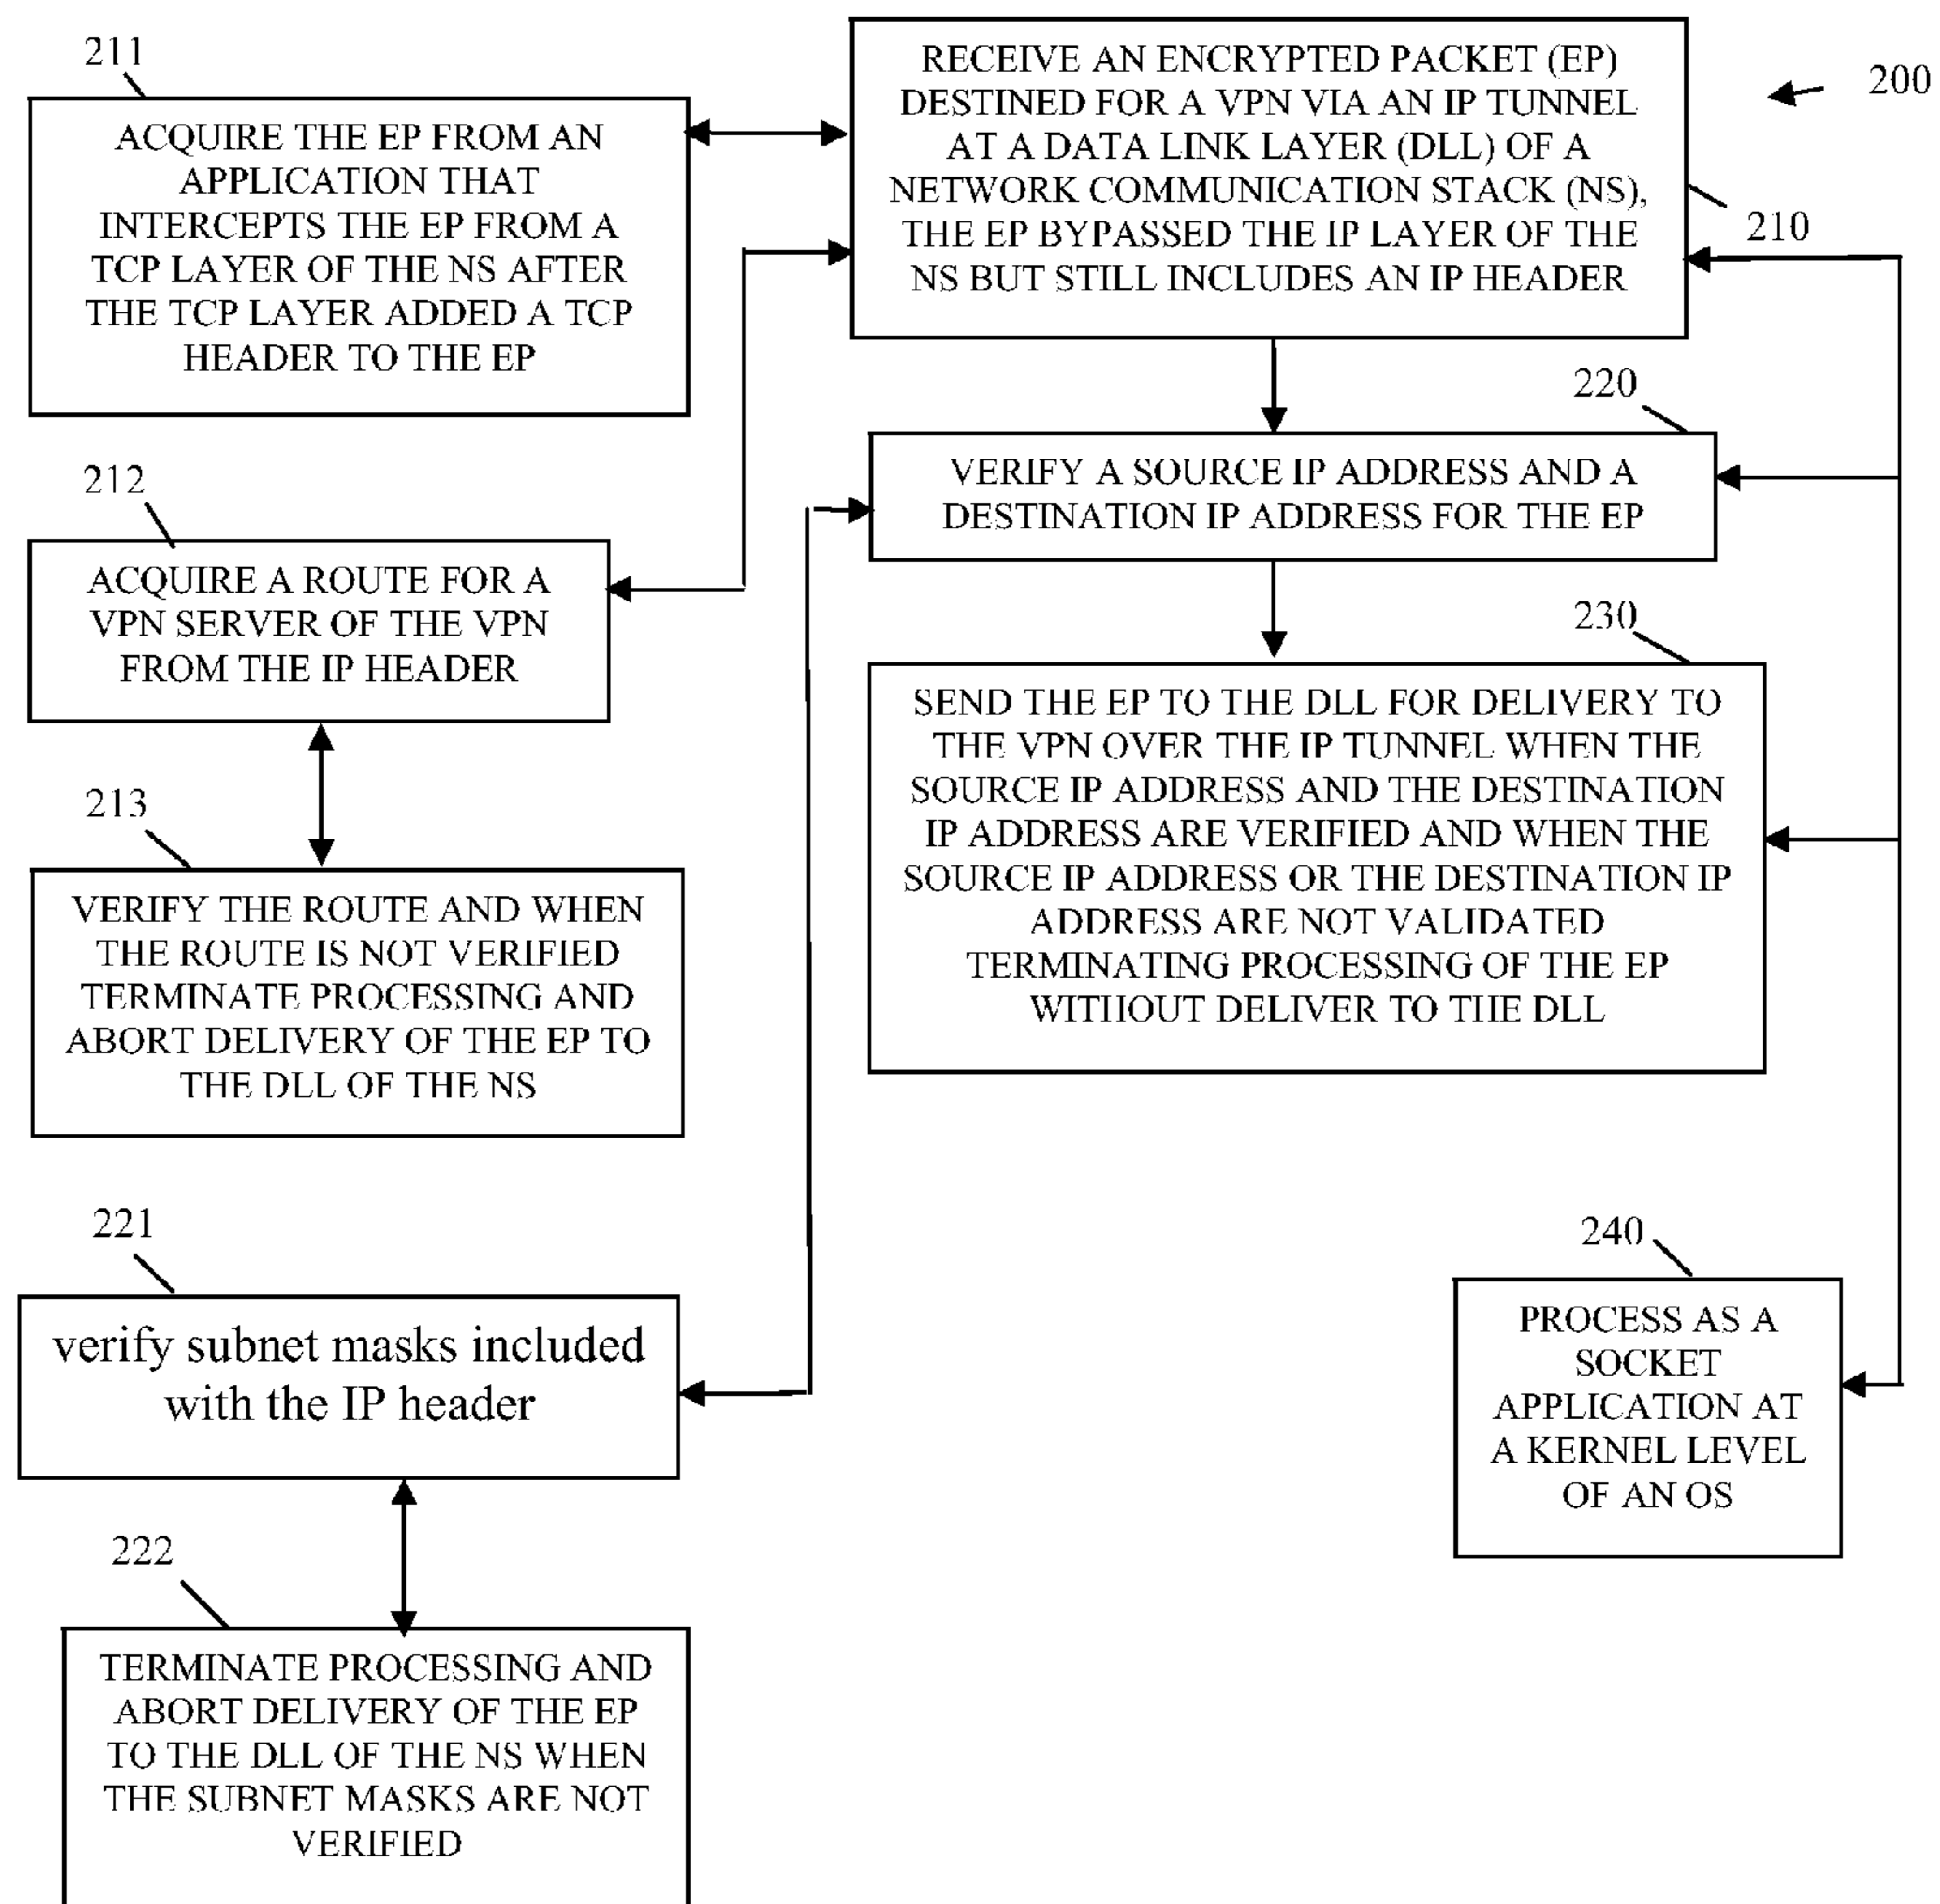 200
210
RECEIVE AN ENCRYPTED PACKET (EP)
DESTINED FOR A VPN VIA AN IP TUNNEL
AT A DATA LINK LAYER (DLL) OF A
NETWORK COMMUNICATION STACK (NS),
THE EP BYPASSED THE IP LAYER OF THE
NS BUT STILL INCLUDES AN IP HEADER
211
ACQUIRE THE EP FROM AN
APPLICATION THAT
INTERCEPTS THE EP FROM A
TCP LAYER OF THE NS AFTER
THE TCP LAYER ADDED A TCP
HEADER TO THE EP
212
ACQUIRE A ROUTE FOR A
VPN SERVER OF THE VPN
FROM THE IP HEADER
213
VERIFY THE ROUTE AND WHEN
THE ROUTE IS NOT VERIFIED
TERMINATE PROCESSING AND
ABORT DELIVERY OF THE EP TO
THE DLL OF THE NS
220
VERIFY A SOURCE IP ADDRESS AND A
DESTINATION IP ADDRESS FOR THE EP
221
verify subnet masks included
with the IP header
222
TERMINATE PROCESSING AND
ABORT DELIVERY OF THE EP
TO THE DLL OF THE NS WHEN
THE SUBNET MASKS ARE NOT
VERIFIED
230
SEND THE EP TO THE DLL FOR DELIVERY TO
THE VPN OVER THE IP TUNNEL WHEN THE
SOURCE IP ADDRESS AND THE DESTINATION
IP ADDRESS ARE VERIFIED AND WHEN THE
SOURCE IP ADDRESS OR THE DESTINATION IP
ADDRESS ARE NOT VALIDATED
TERMINATING PROCESSING OF THE EP
WITHOUT DELIVER TO THE DLL
240
PROCESS AS A
SOCKET
APPLICATION AT
A KERNEL LEVEL
OF AN OS